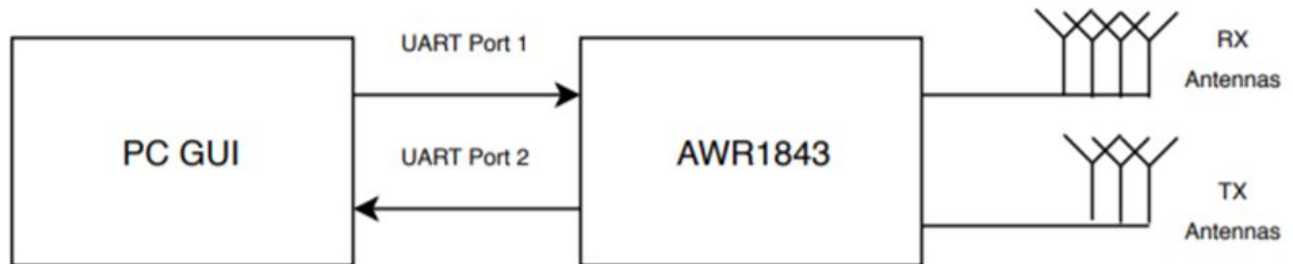 UART Port 1
RX
Antennas
PC GUI
AWR1843
UART Port 2
TX
Antennas